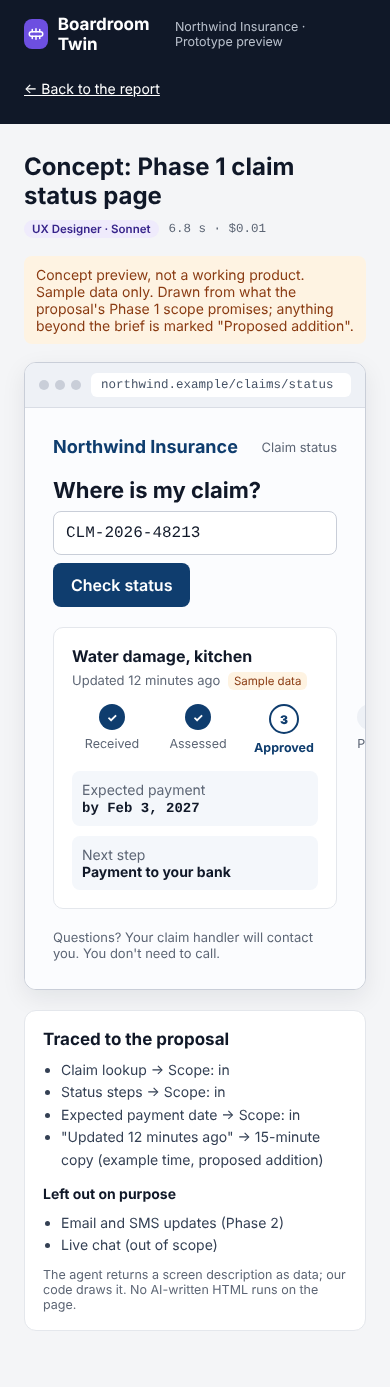 Boardroom Twin
Northwind Insurance · Prototype preview
← Back to the report
Concept: Phase 1 claim
status page
UX Designer · Sonnet
6.8 s · $0.01
Concept preview, not a working product.
Sample data only. Drawn from what the
proposal's Phase 1 scope promises; anything
beyond the brief is marked "Proposed addition".
northwind.example/claims/status
Northwind Insurance
Claim status
Where is my claim?
CLM-2026-48213
Check status
Water damage, kitchen
Updated 12 minutes ago
Sample data
Received
Assessed
3
Approved
P
Expected payment
by Feb 3, 2027
Next step
Payment to your bank
Questions? Your claim handler will contact
you. You don't need to call.
Traced to the proposal
• Claim lookup → Scope: in
• Status steps → Scope: in
• Expected payment date → Scope: in
• "Updated 12 minutes ago" → 15-minute
copy (example time, proposed addition)
Left out on purpose
• Email and SMS updates (Phase 2)
• Live chat (out of scope)
The agent returns a screen description as data; our
code draws it. No AI-written HTML runs on the
page.